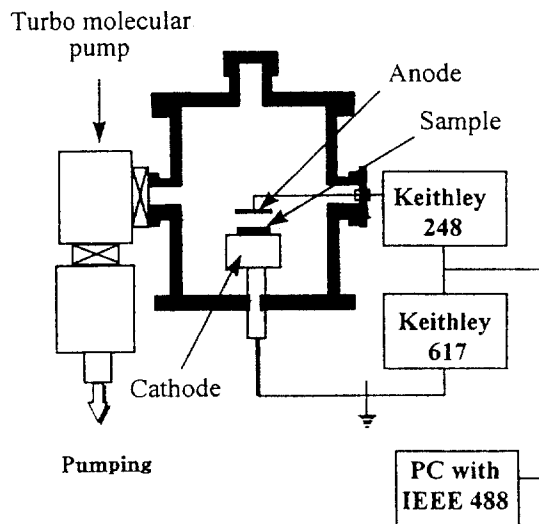 Turbo molecular
pump
Anode
Sample
Keithley
248
Keithley
617
Cathode
Pumping
PC with
IEEE 488